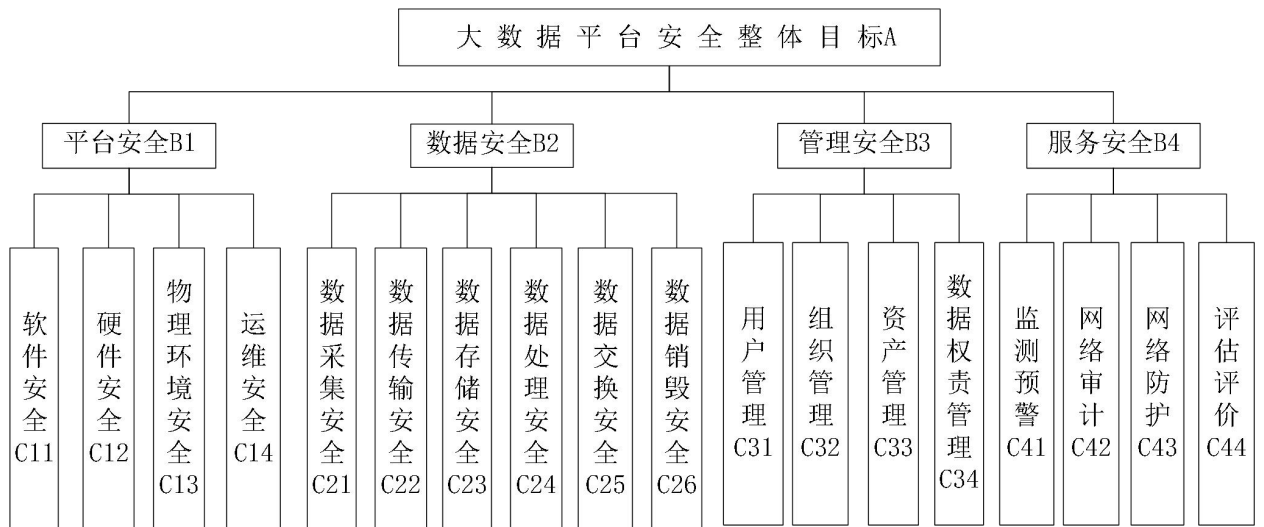 大数据平台安全整体目标A
平台安全B1
数据安全B2
管理安全B3
服务安全B4
软件安全C11
硬件安全C12
物理环境安全C13
运维安全C14
数据采集安全C21
数据传输安全C22
数据存储安全C23
数据处理安全C24
数据交换安全C25
数据销毁安全C26
用户管理C31
组织管理C32
资产管理C33
数据权责管理C34
监测预警C41
网络审计C42
网络防护C43
评估评价C44